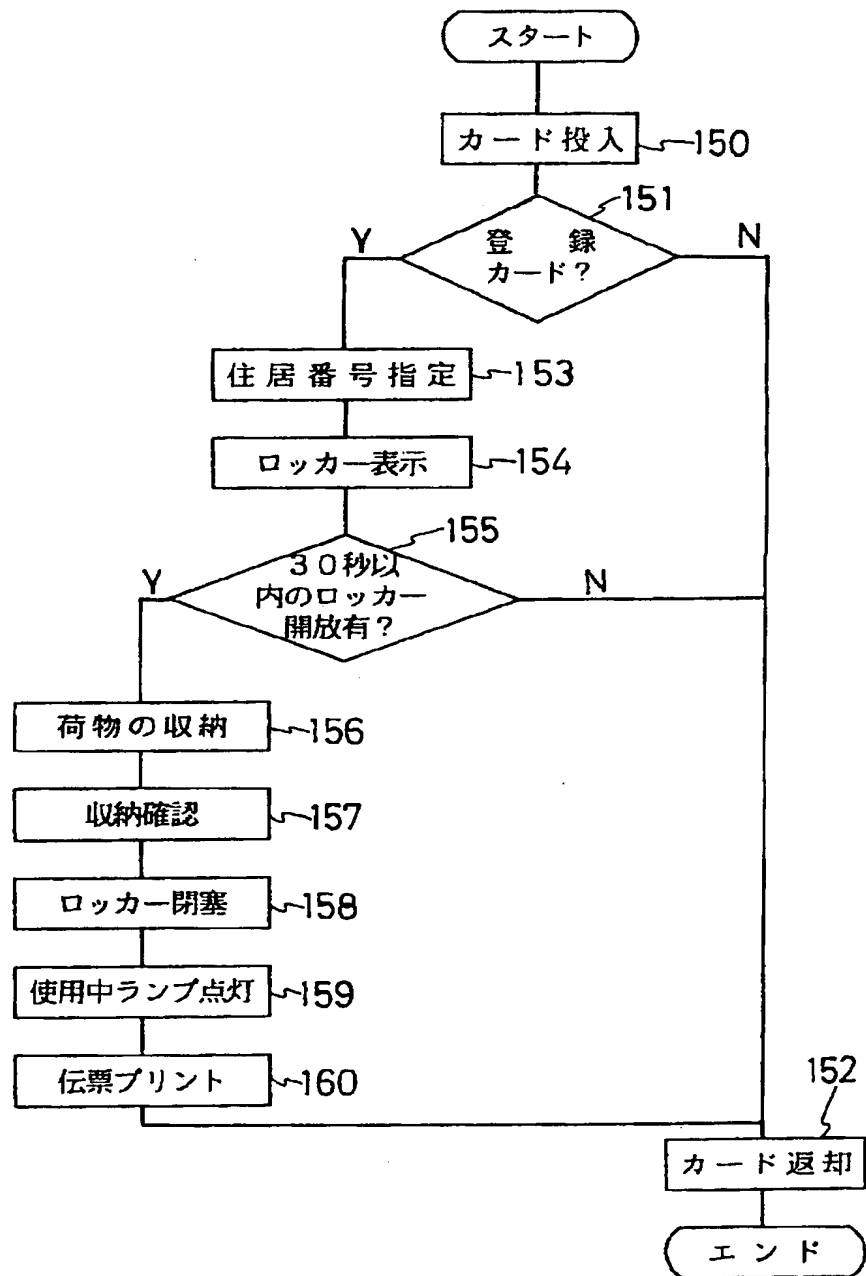 スタート
カード投入 150
151
Y 登録 N
カード?
住居番号指定 153
ロッカー表示 154
155
30秒以
Y 内のロッカー N
開放有?
荷物の収納 156
収納確認 157
ロッカー閉塞 158
使用中ランプ点灯 159
伝票プリント 160
152
カード返却
エンド